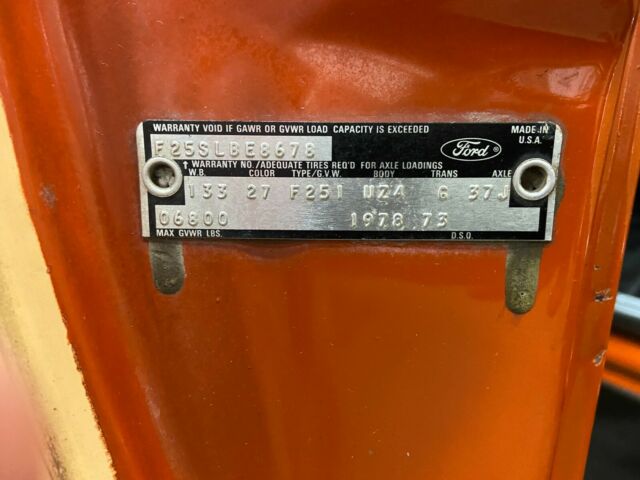 WARRANTY VOID IF GAWR OR GVWR LOAD CAPACITY IS EXCEEDED
F25SLBE8678
Ford
MADE IN U.S.A.
† WARRANTY NO./ADEQUATE TIRES REQ'D FOR AXLE LOADINGS
W.B. COLOR TYPE/G.V.W. BODY TRANS AXLE
133 27 F251 UZ4 G 37J
06800 1978 73
MAX GVWR LBS. D.S.O.